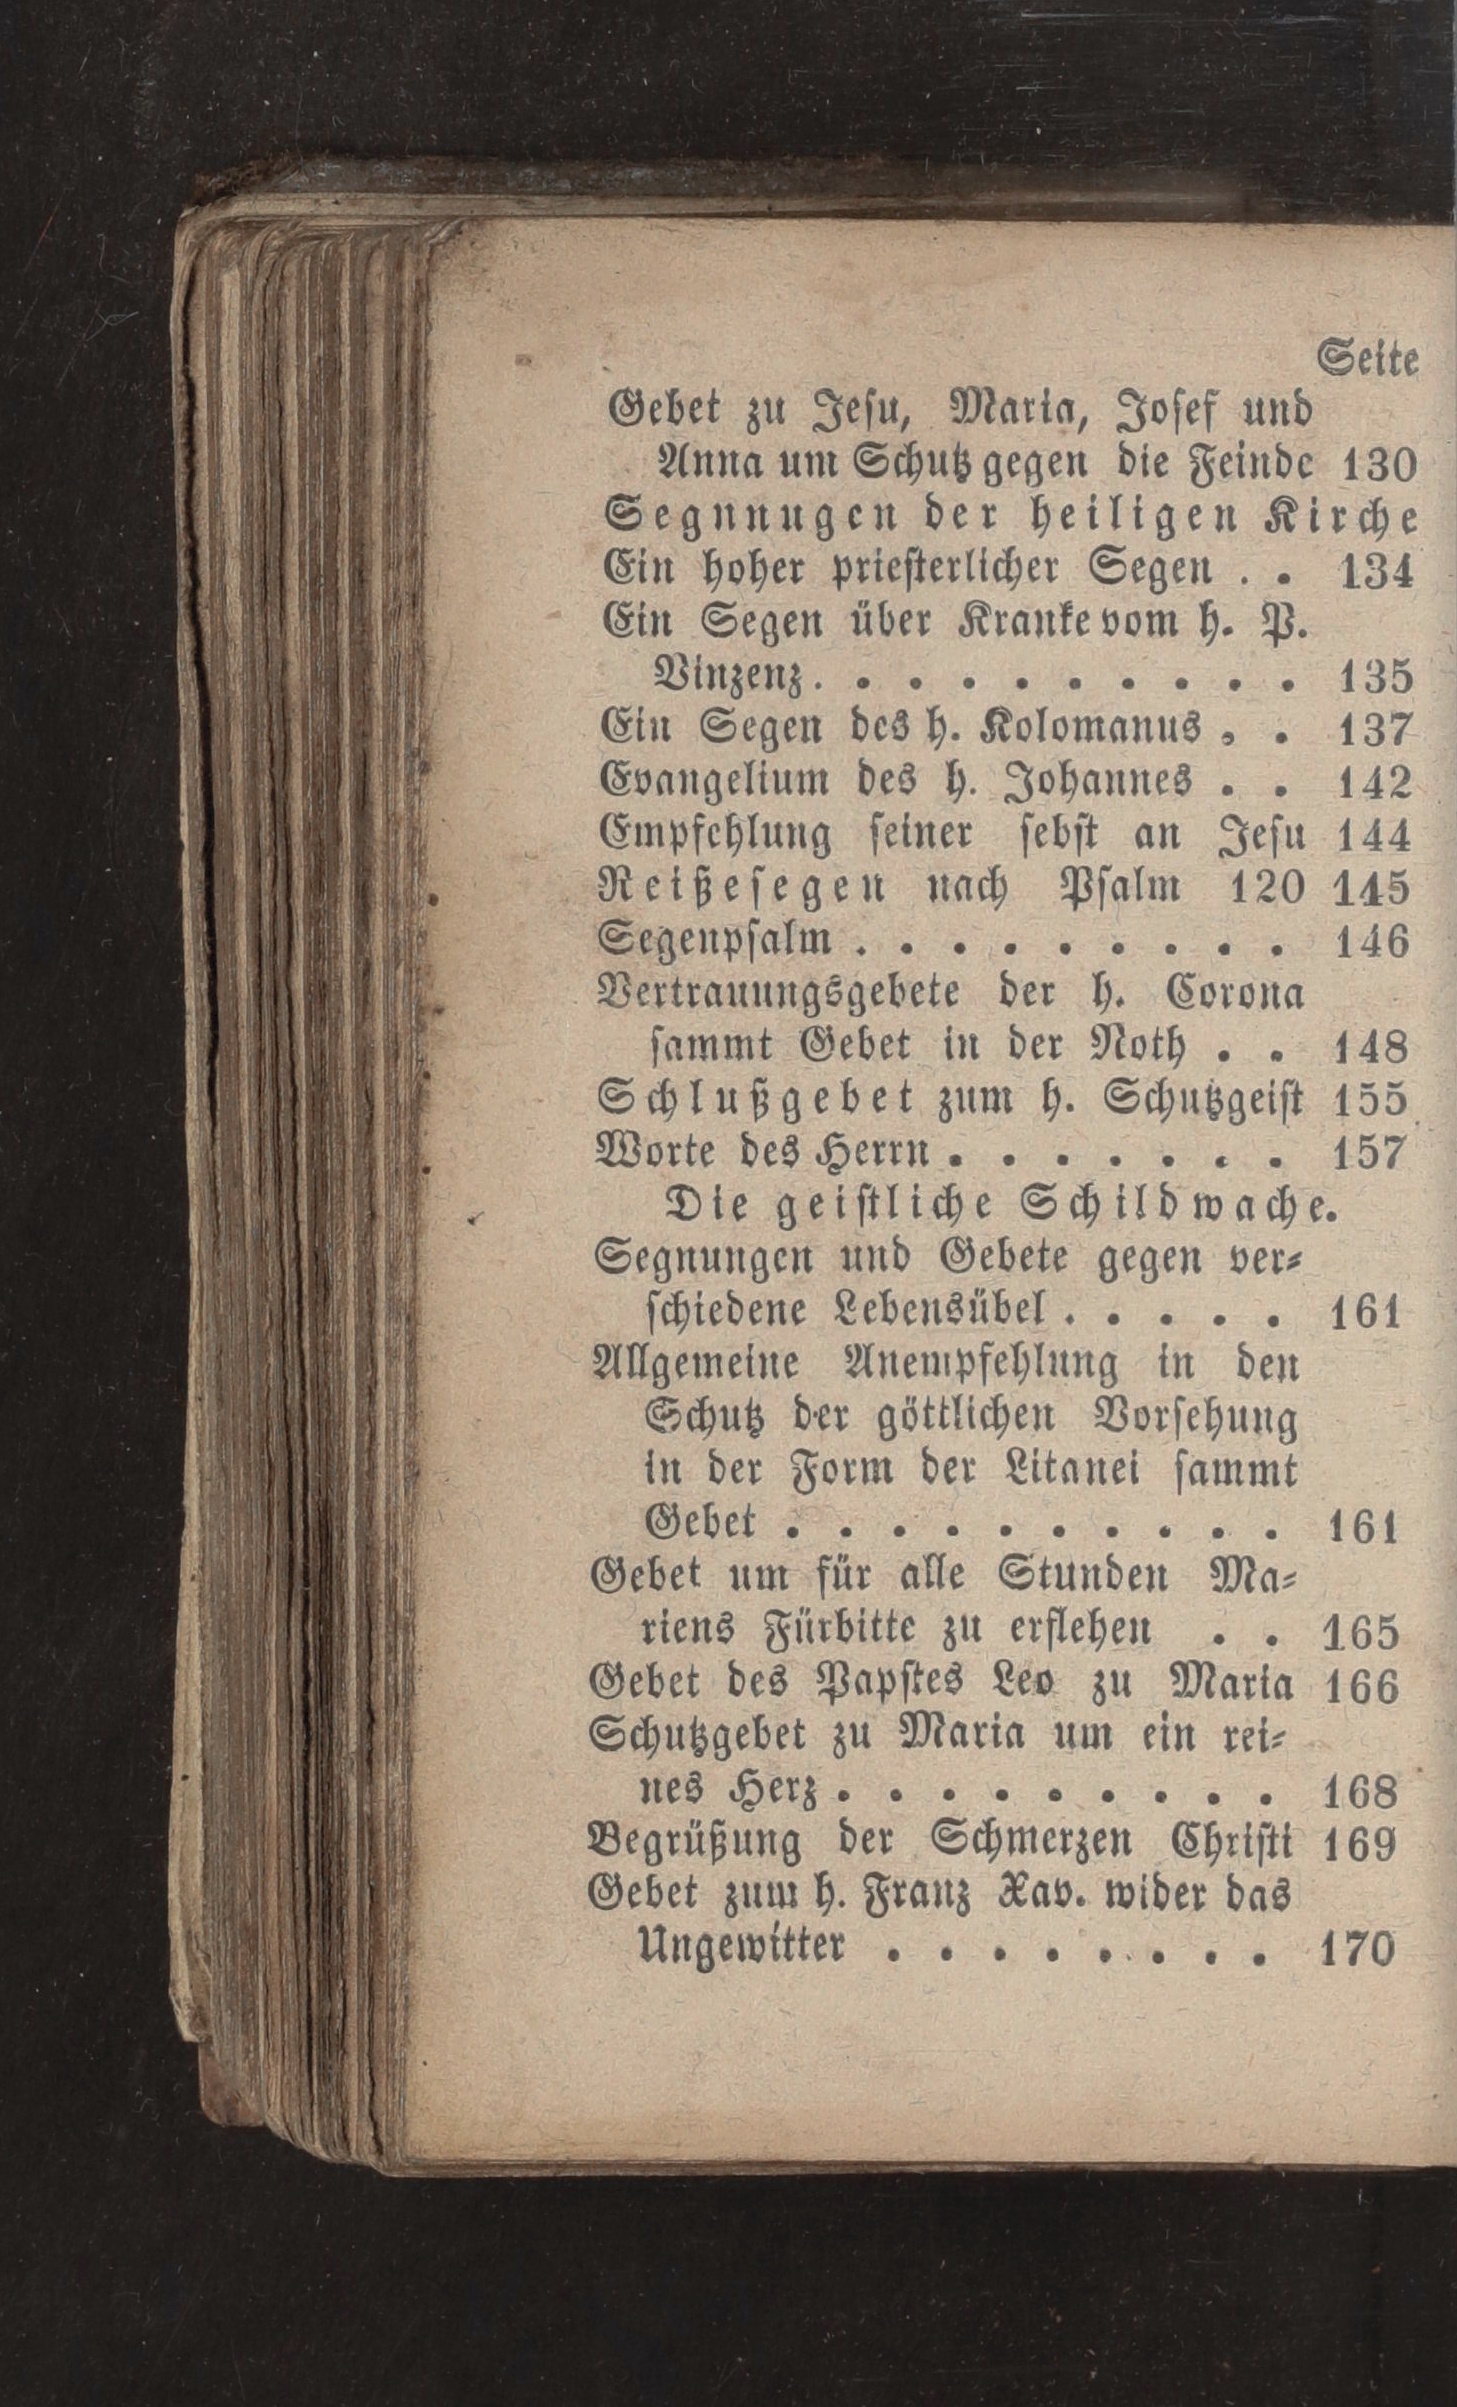 Seite
Gebet zu Jesu, Maria, Josef und
Anna um Schutz gegen die Feinde 130
Segnnugen der heiligen Kirche
Ein hoher priesterlicher Segen . . 134
Ein Segen über Kranke vom h. P.
Vinzenz . . . . . . . . . . 135
Ein Segen des h. Kolomanus . . 137
Evangelium des h. Johannes . . 142
Empfehlung seiner sebst an Jesu 144
Reißesegen nach Psalm 120 145
Segenpsalm . . . . . . . . . 146
Vertrauungsgebete der h. Corona
sammt Gebet in der Noth . . 148
Schlußgebet zum h. Schutzgeist 155
Worte des Herrn . . . . . . . 157
Die geistliche Schildwache.
Segnungen und Gebete gegen ver-
schiedene Lebensübel . . . . . 161
Allgemeine Anempfehlung in den
Schutz der göttlichen Vorsehung
in der Form der Litanei sammt
Gebet . . . . . . . . . . 161
Gebet um für alle Stunden Ma-
riens Fürbitte zu erflehen . . 165
Gebet des Papstes Leo zu Maria 166
Schutzgebet zu Maria um ein rei-
nes Herz . . . . . . . . . 168
Begrüßung der Schmerzen Christi 169
Gebet zum h. Franz Xav. wider das
Ungewitter . . . . . . . . 170